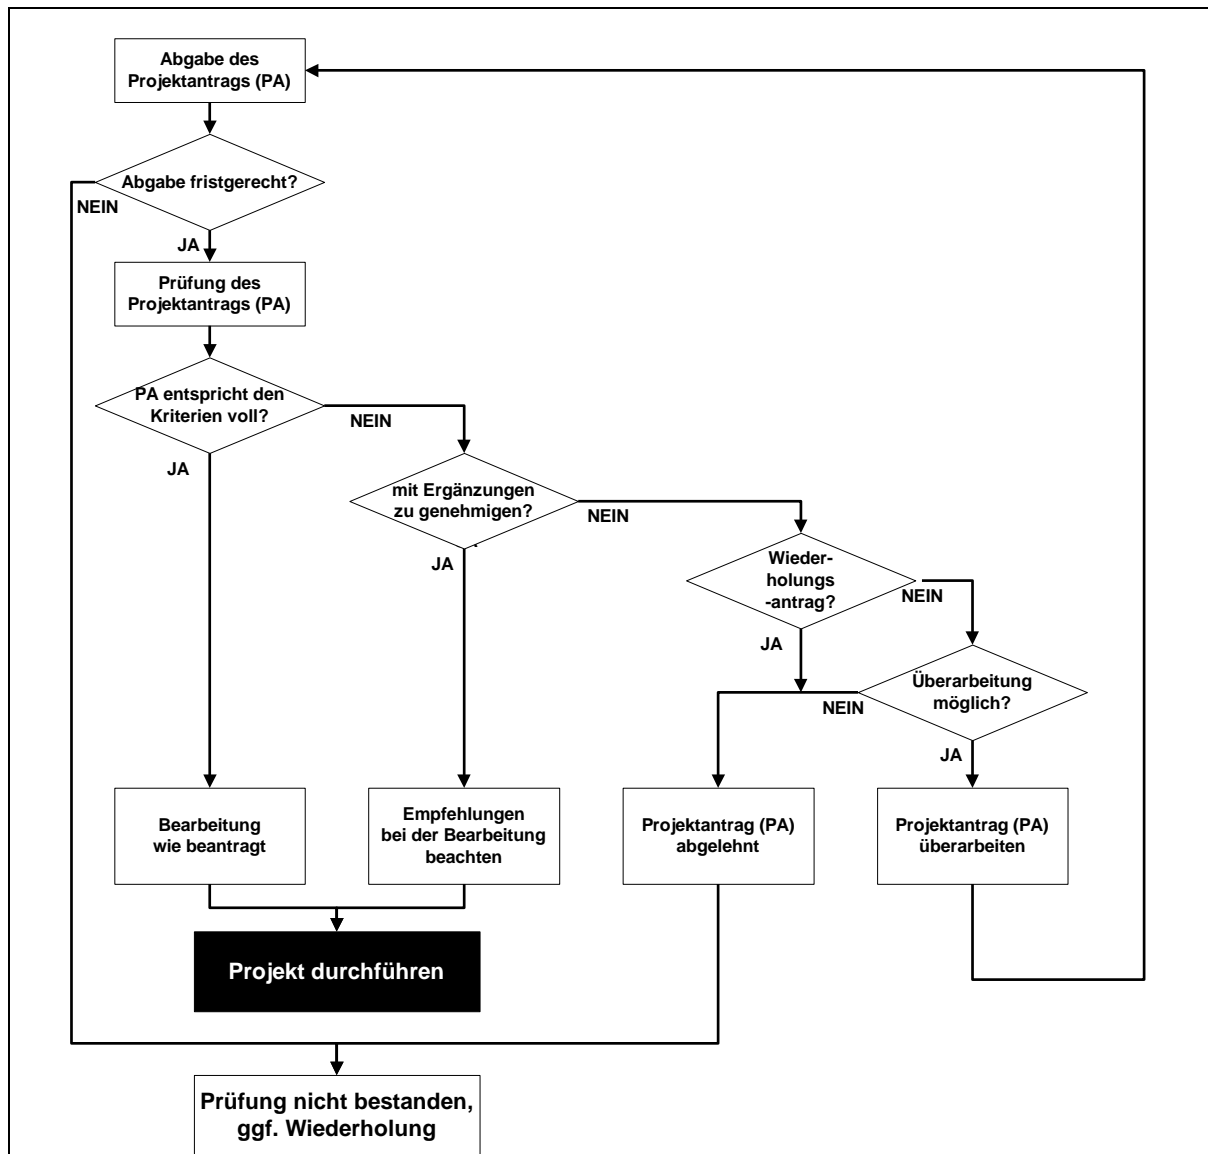 Abgabe des
Projektantrags (PA)
Abgabe fristgerecht?
NEIN
JA
Prüfung des
Projektantrags (PA)
PA entspricht den
Kriterien voll?
NEIN
JA
mit Ergänzungen
zu genehmigen?
NEIN
JA
Wieder-
holungs
-antrag?
NEIN
JA
Überarbeitung
möglich?
NEIN
JA
Bearbeitung
wie beantragt
Empfehlungen
bei der Bearbeitung
beachten
Projektantrag (PA)
abgelehnt
Projektantrag (PA)
überarbeiten
Projekt durchführen
Prüfung nicht bestanden,
ggf. Wiederholung